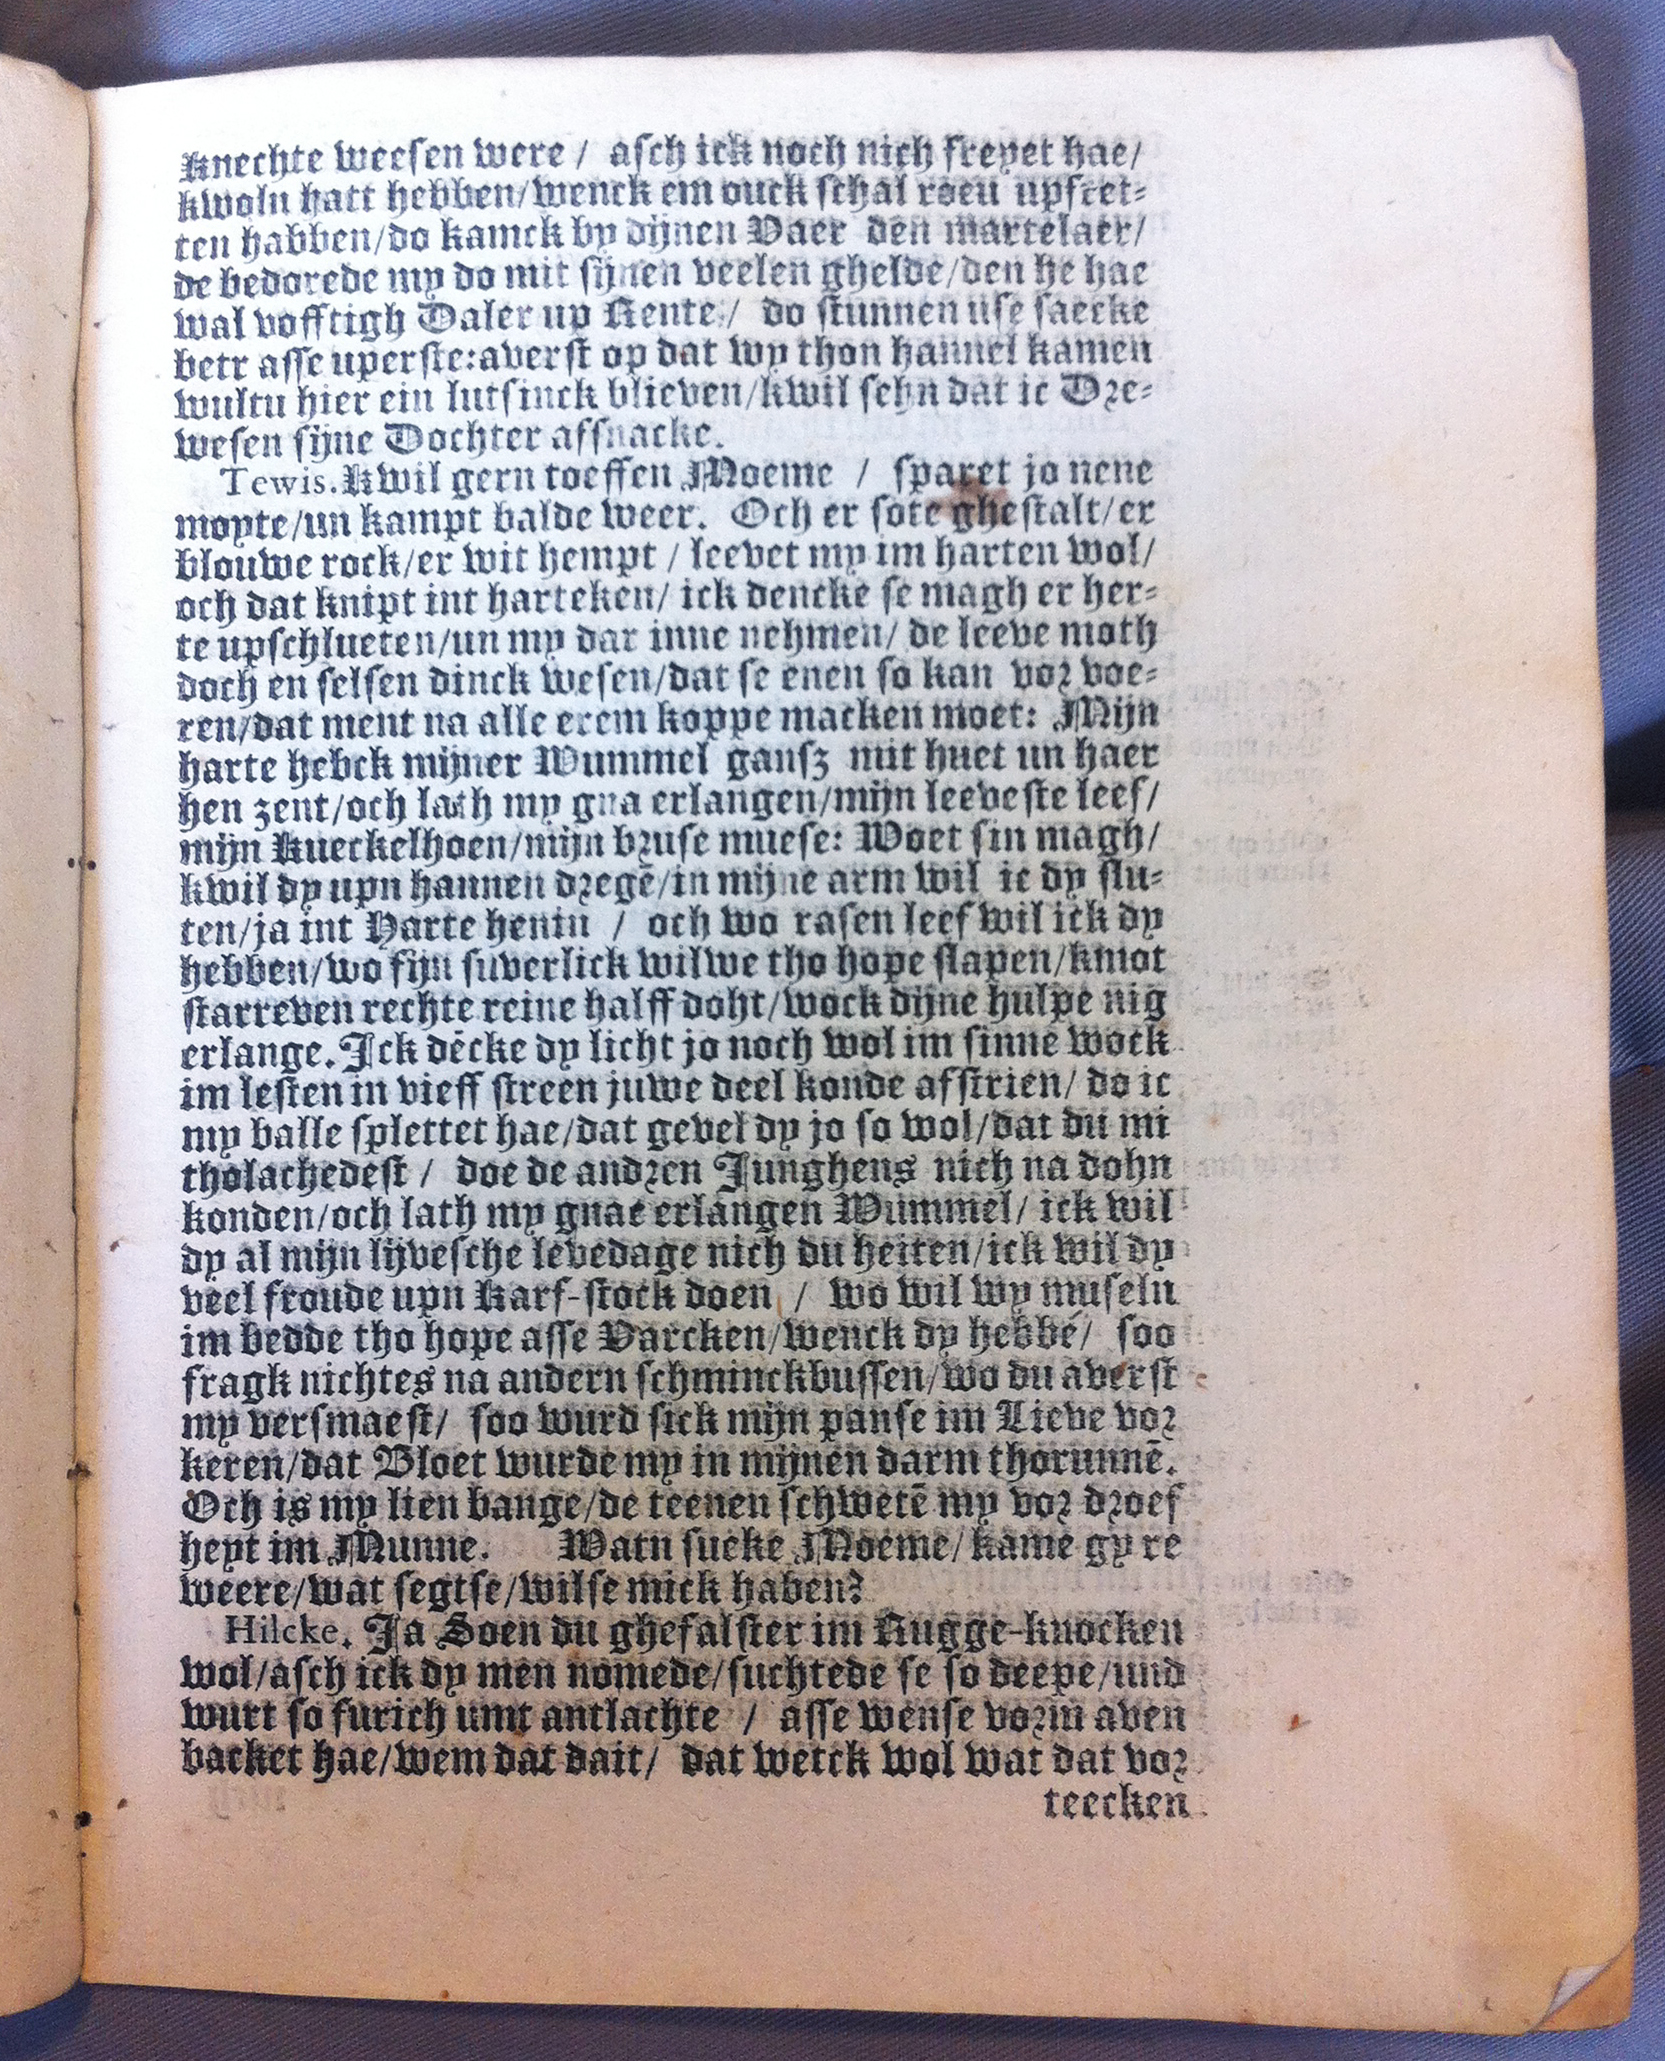 knechte weesen were / asch ick noch nich freyet hae/
kwoln hatt hebben/wenck em ouck schal roeu upfret-
ten habben/do kamck by dijnen Vaer den martelaer/
de bedorede my do mit sijnen veelen ghelde/den he hae
wal vofftigh Daler up Rente / do stunnen use saecke
betr asse uperste:averst op dat wy thon hannel kamen
wultu hier ein lutsinck blieven/kwil sehn dat ic Dre-
wesen sijne Dochter affnacke.
Tewis. Kwil gern toeffen Moeme / sparet jo nene
moyte/un kampt balde weer. Och er sote ghestalt/er
blouwe rock/er wit hempt / leevet my im harten wol/
och dat knipt int harteken/ ick dencke se magh er her-
te upschlueten/un my dar inne nehmen/ de leeve moth
doch en selsen dinck wesen/dat se enen so kan vor voe-
ren/dat ment na alle erem koppe macken moet: Mijn
harte hebck mijner Wummel gansz mit huet un haer
hen zent/och lath my gna erlangen/mijn leeveste leef/
mijn Kueckelhoen/mijn bruse muese: Woet sin magh/
kwil dy upn hannen dregē/in mijne arm wil ic dy slu-
ten/ja int Harte henin / och wo rasen leef wil ick dy
hebben/wo fijn suverlick wilwe tho hope slapen/kmot
starreven rechte reine halff doht/wock dijne hulpe nig
erlange. Ick dēcke dy licht jo noch wol im sinne wock
im lesten in vieff streen juwe deel konde afstrien/ do ic
my balle splettet hae/dat gevel dy jo so wol/dat du mi
tholachedest / doe de andren Junghens nich na dohn
konden/och lath my gnae erlangen Wummel/ ick wil
dy al mijn lijvesche levedage nich du heiten/ick wil dy
veel froude upn Karf-stock doen / wo wil wy museln
im bedde tho hope asse Varcken/wenck dy hebbē/ soo
fragk nichtes na andern schminckbussen/wo du averst
my versmaest/ soo wurd sick mijn panse im Lieve vor
keren/dat Bloet wurde my in mijnen darm thorunnē.
Och is my lien bange/de teenen schwetē my vor droef
heyt im Munne. Watn sueke Moeme/kame gy re
weere/wat segtse/wilse mick haben?
Hilcke. Ja Soen du ghefalster im Rugge-knocken
wol/asch ick dy men nomede/suchtede se so deepe/und
wurt so furich umt antlachte / asse wense vorm aven
backet hae/wem dat dait/ dat wetck wol wat dat vor
teecken